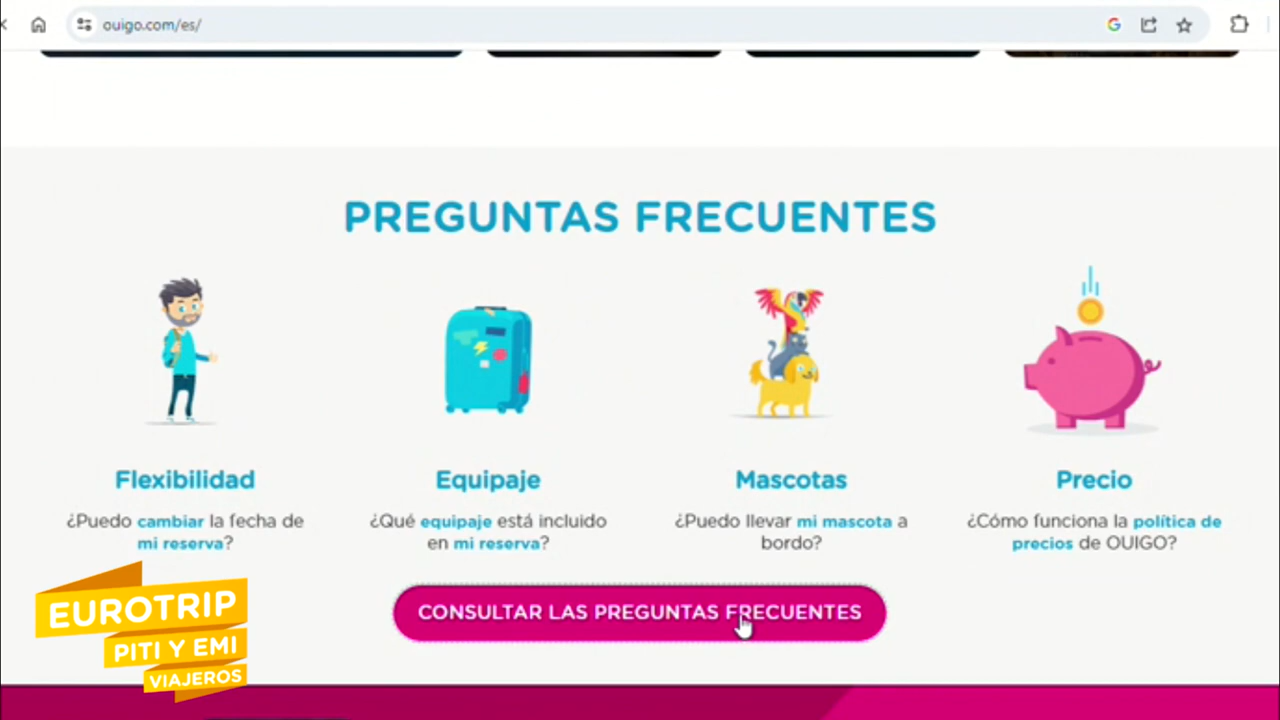 ouigo.com/es/
PREGUNTAS FRECUENTES
Flexibilidad
¿Puedo cambiar la fecha de
mi reserva?
Equipaje
¿Qué equipaje está incluido
en mi reserva?
Mascotas
¿Puedo llevar mi mascota a
bordo?
Precio
¿Cómo funciona la política de
precios de OUIGO?
CONSULTAR LAS PREGUNTAS FRECUENTES
EUROTRIP
PITI Y EMI
VIAJEROS